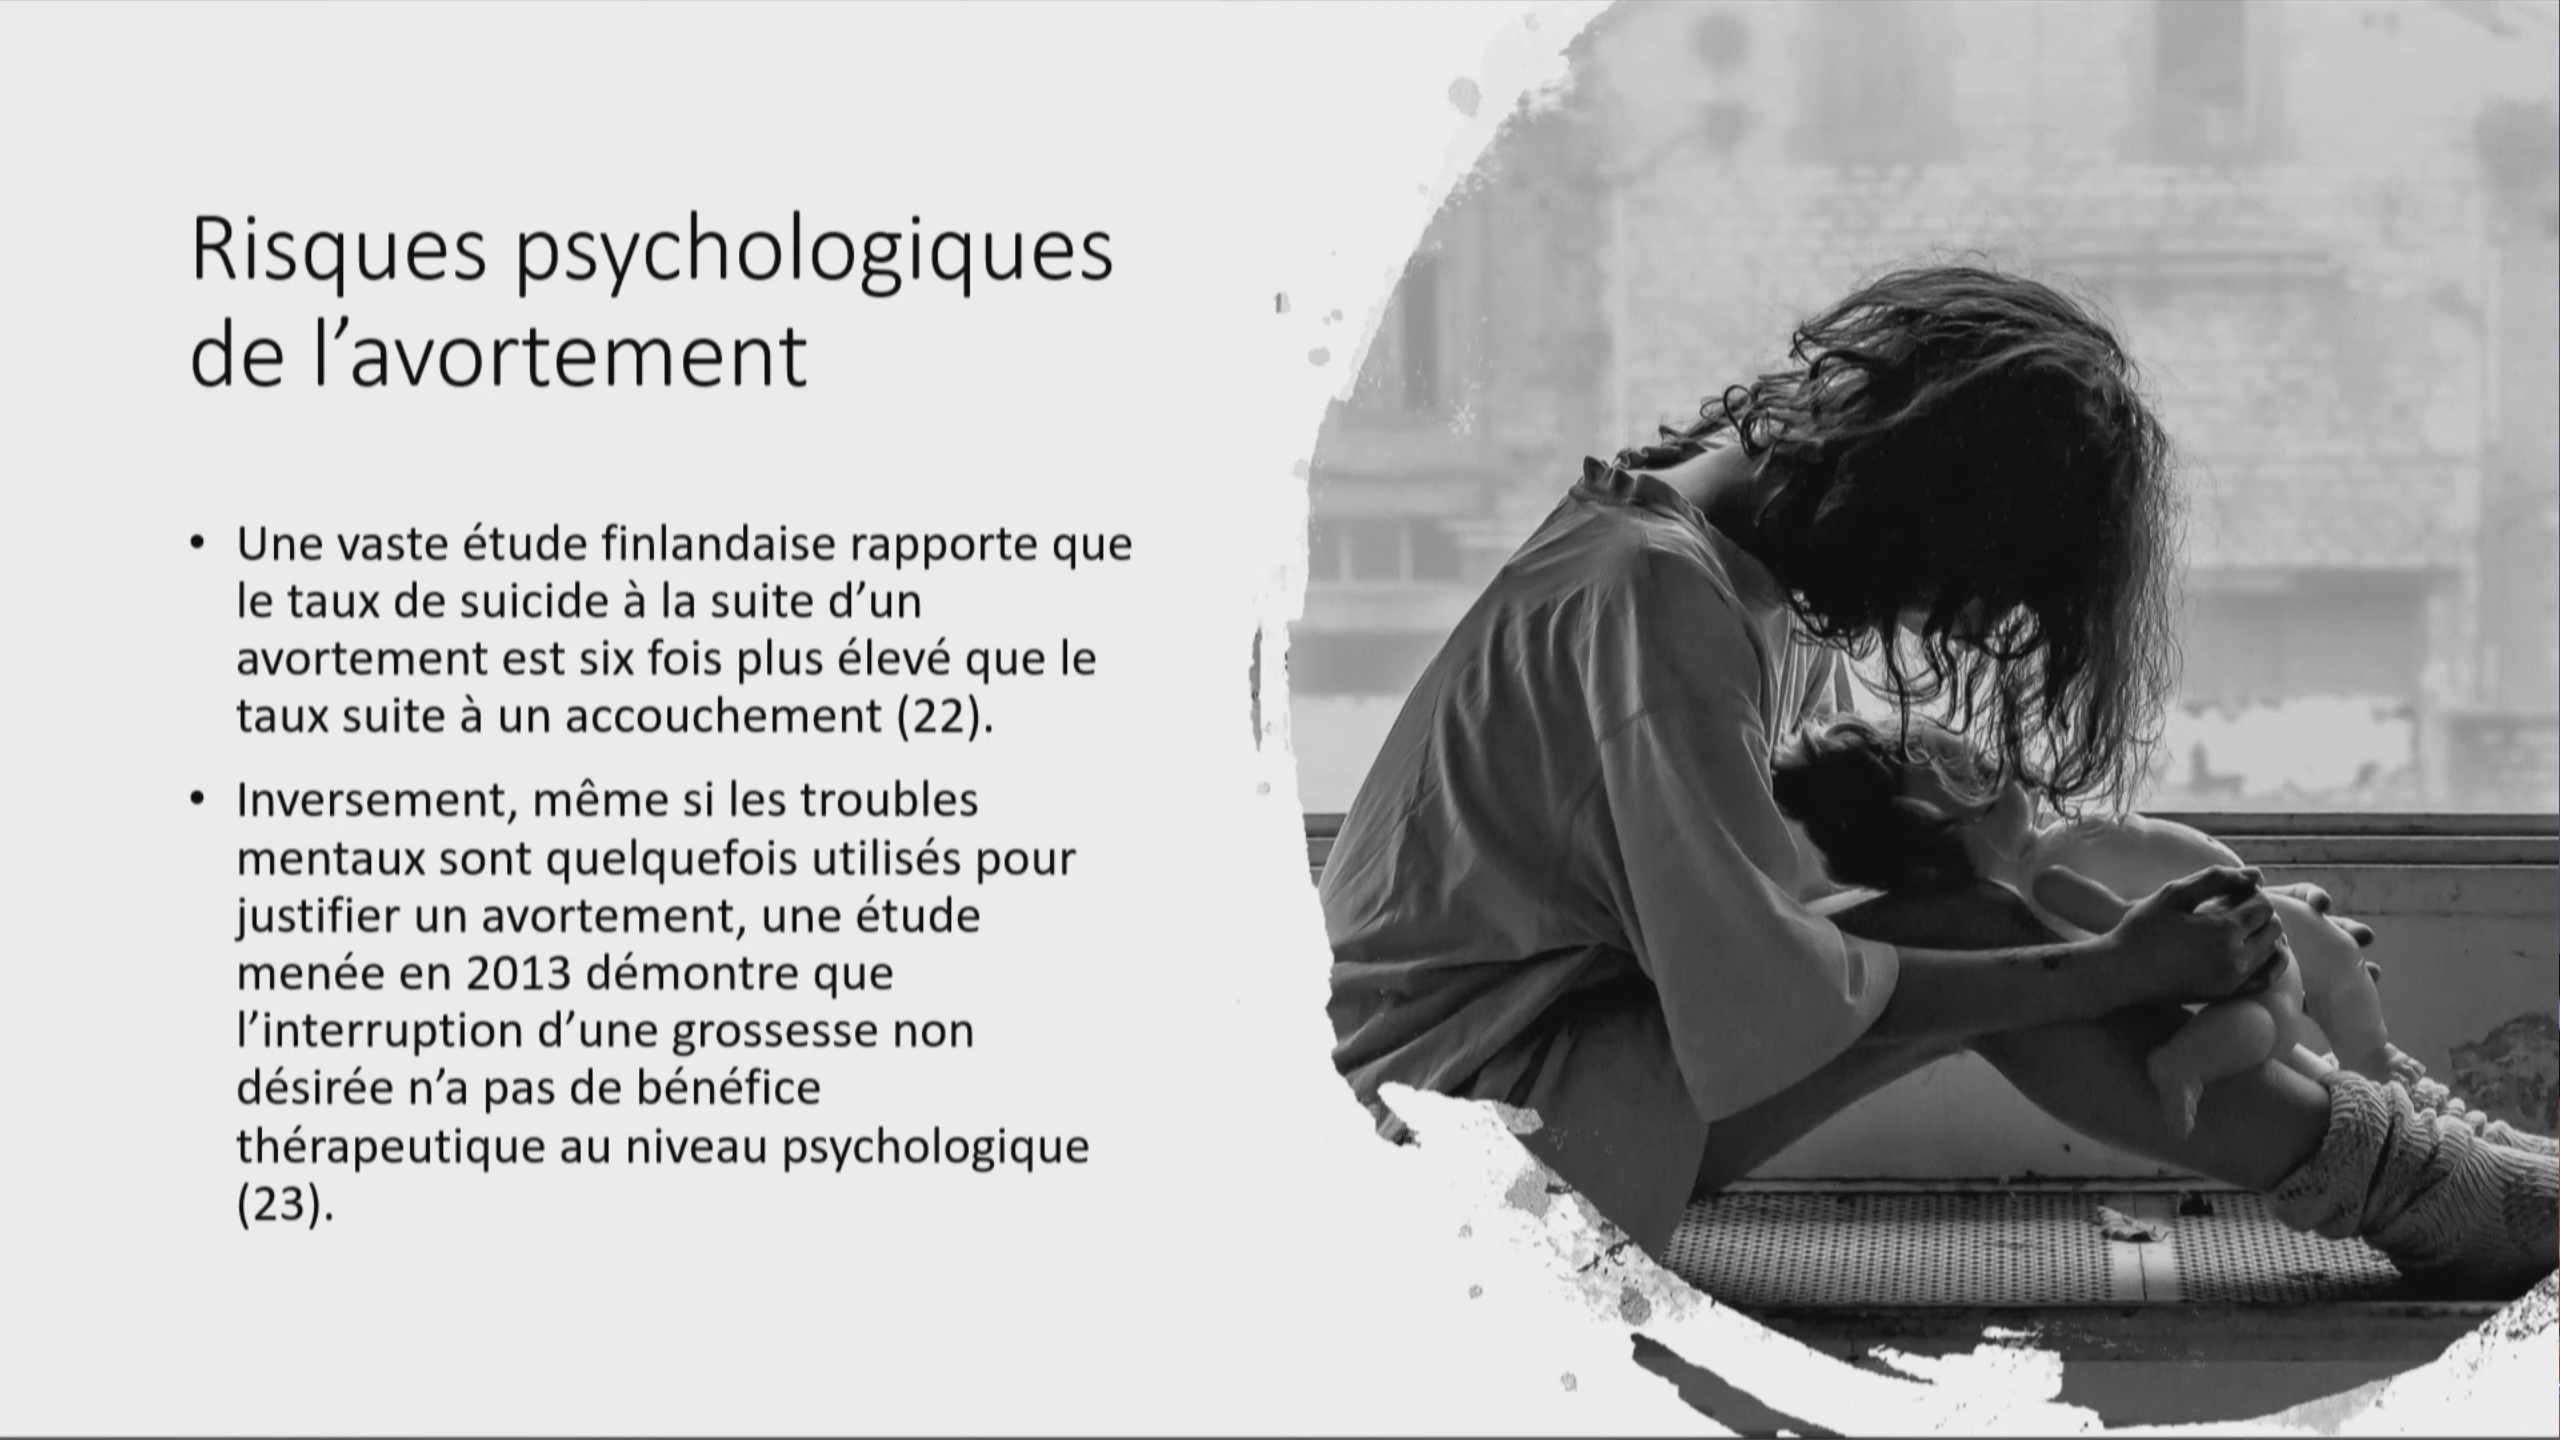 Risques psychologiques
de l’avortement
• Une vaste étude finlandaise rapporte que
le taux de suicide à la suite d’un
avortement est six fois plus élevé que le
taux suite à un accouchement (22).
• Inversement, même si les troubles
mentaux sont quelquefois utilisés pour
justifier un avortement, une étude
menée en 2013 démontre que
l’interruption d’une grossesse non
désirée n’a pas de bénéfice
thérapeutique au niveau psychologique
(23).